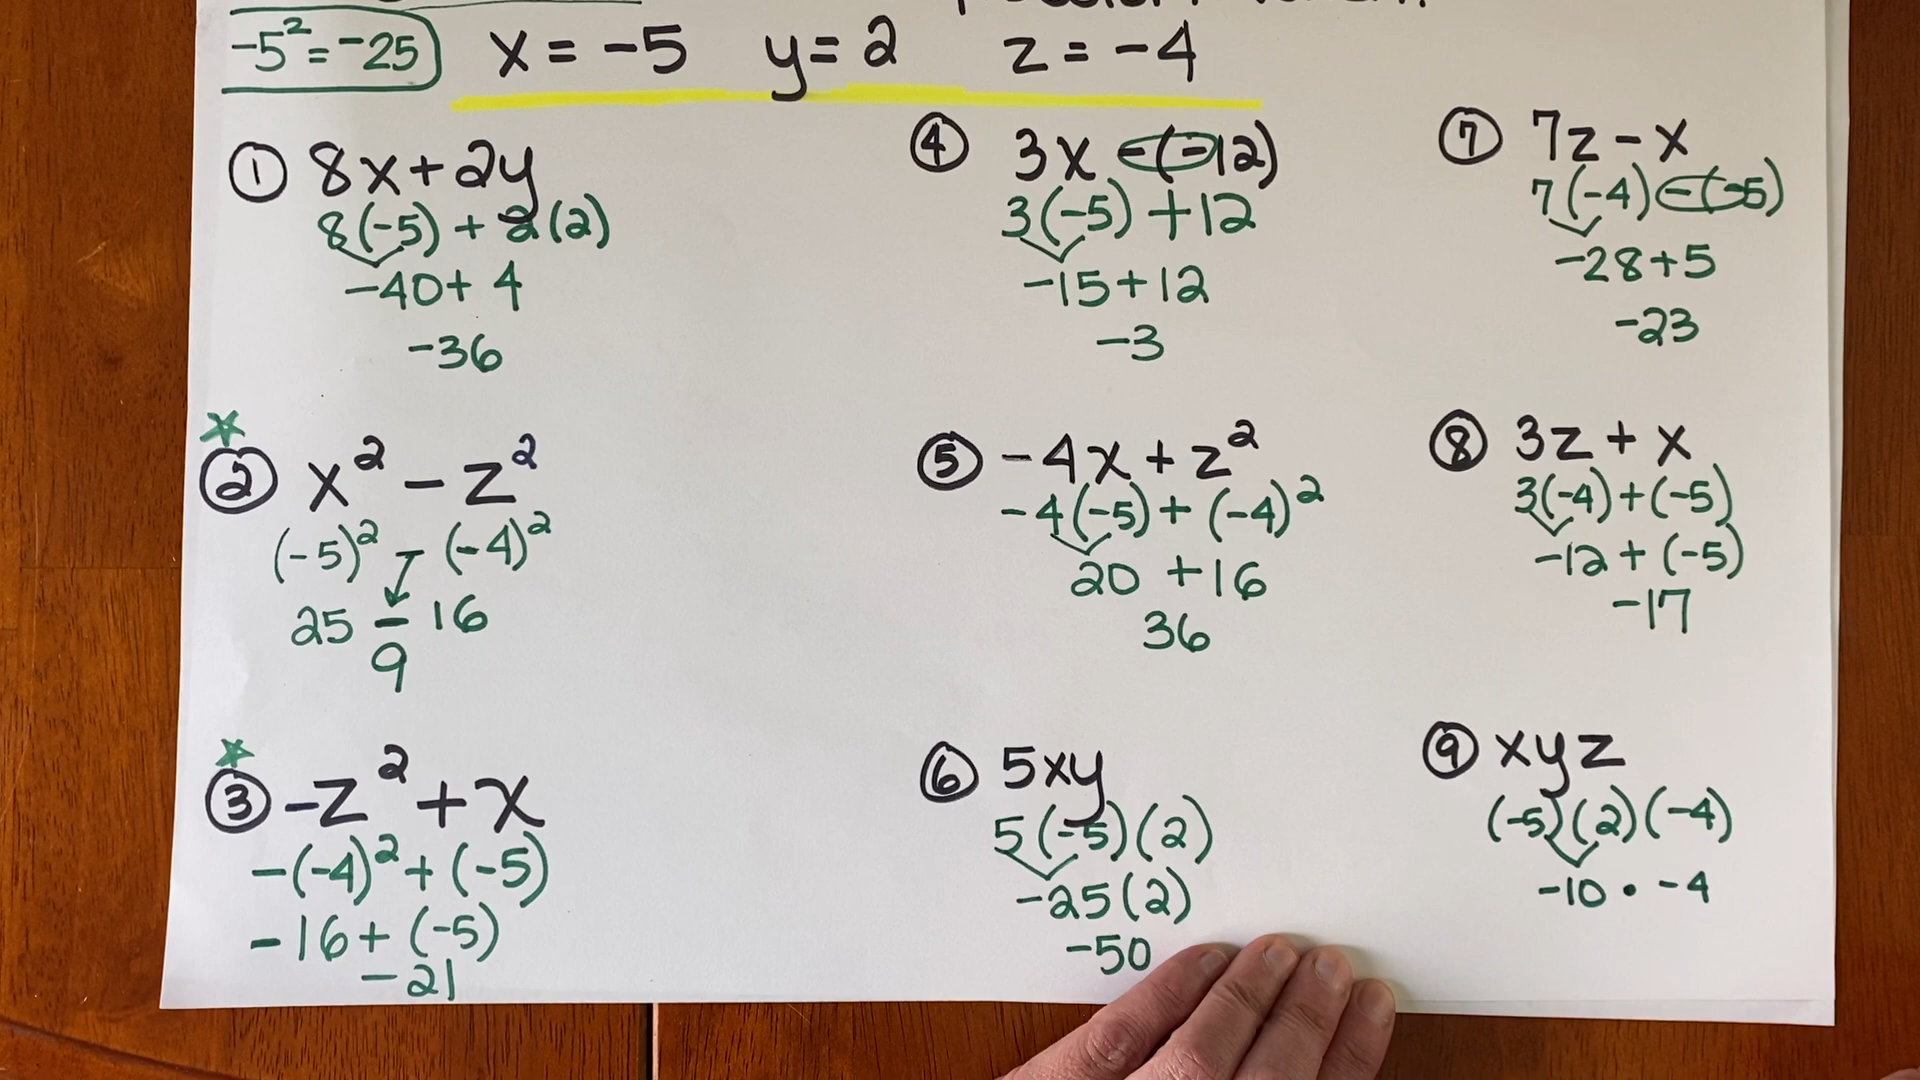 -5² = -25
x = -5 y = 2 z = -4
① 8x + 2y
8(-5) + 2(2)
-40 + 4
-36
② x² - z²
(-5)² - (-4)²
25 - 16
9
③ -z² + x
-(-4)² + (-5)
-16 + (-5)
-21
④ 3x -(-12)
3(-5) + 12
-15 + 12
-3
⑤ -4x + z²
-4(-5) + (-4)²
20 + 16
36
⑥ 5xy
5(-5)(2)
-25(2)
-50
⑦ 7z - x
7(-4) -(-5)
-28 + 5
-23
⑧ 3z + x
3(-4) + (-5)
-12 + (-5)
-17
⑨ xyz
(-5)(2)(-4)
-10 • -4